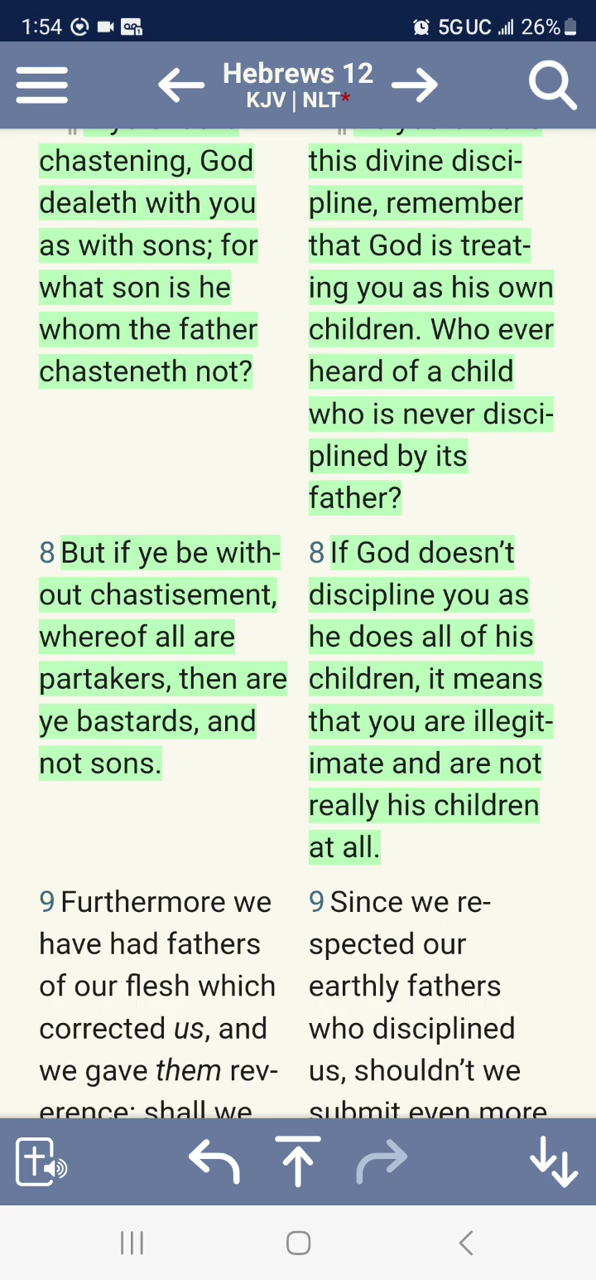 1:54
5G UC 26%
Hebrews 12
KJV | NLT*
chastening, God
dealeth with you
as with sons; for
what son is he
whom the father
chasteneth not?
8 But if ye be with-
out chastisement,
whereof all are
partakers, then are
ye bastards, and
not sons.
9 Furthermore we
have had fathers
of our flesh which
corrected us, and
we gave them rev-
erence: shall we
this divine disci-
pline, remember
that God is treat-
ing you as his own
children. Who ever
heard of a child
who is never disci-
plined by its
father?
8 If God doesn’t
discipline you as
he does all of his
children, it means
that you are illegit-
imate and are not
really his children
at all.
9 Since we re-
spected our
earthly fathers
who disciplined
us, shouldn’t we
submit even more